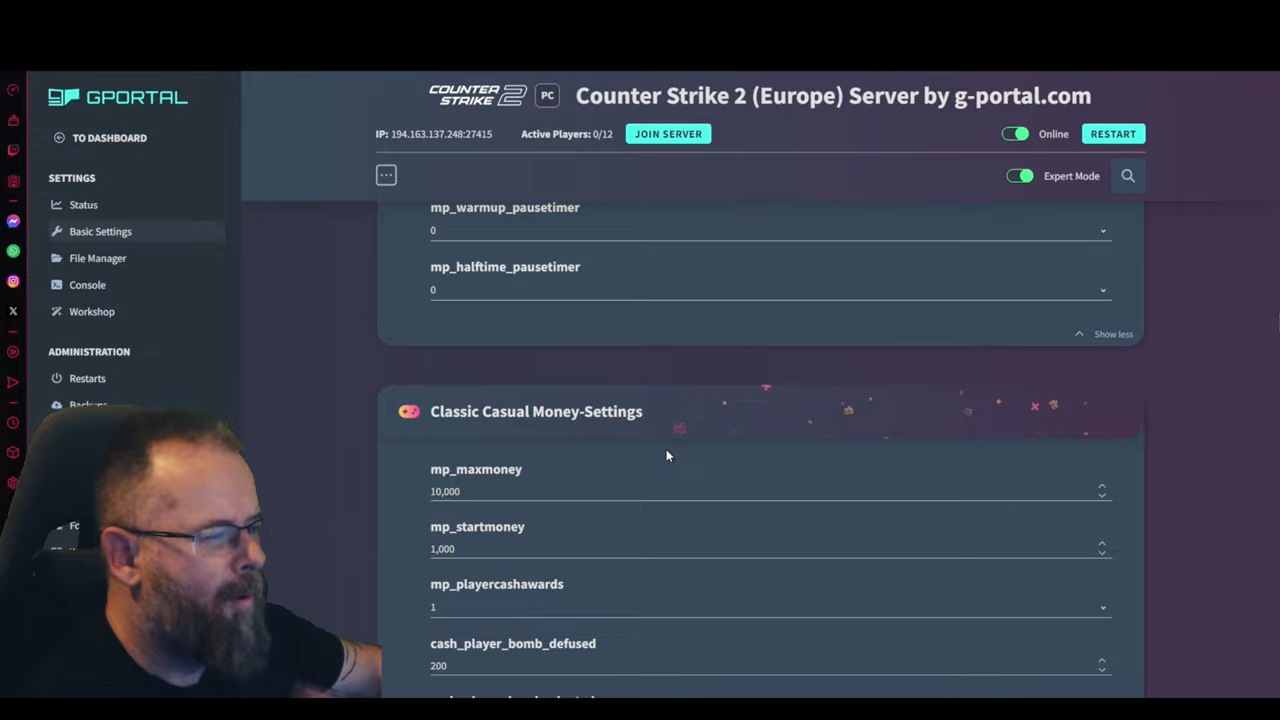 GPORTAL
TO DASHBOARD
SETTINGS
Status
Basic Settings
File Manager
Console
Workshop
ADMINISTRATION
Restarts
COUNTER STRIKE 2
PC
Counter Strike 2 (Europe) Server by g-portal.com
IP: 194.163.137.248:27415
Active Players: 0/12
JOIN SERVER
Online
RESTART
Expert Mode
mp_warmup_pausetimer
0
mp_halftime_pausetimer
0
Show less
Classic Casual Money-Settings
mp_maxmoney
10,000
mp_startmoney
1,000
mp_playercashawards
1
cash_player_bomb_defused
200